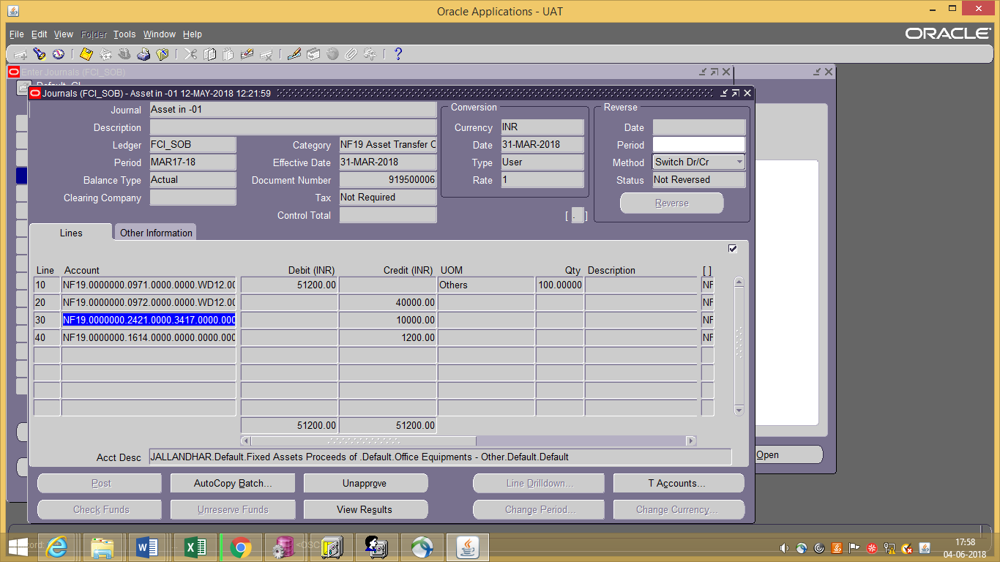 Oracle Applications - UAT
File Edit View Folder Tools Window Help
ORACLE
Enter Journals (FCI_SOB)
Journals (FCI_SOB) - Asset in -01 12-MAY-2018 12:21:59
Journal Asset in -01
Description
Ledger FCI_SOB Category NF19 Asset Transfer C
Period MAR17-18 Effective Date 31-MAR-2018
Balance Type Actual Document Number 919500006
Clearing Company Tax Not Required
Control Total
Conversion
Currency INR
Date 31-MAR-2018
Type User
Rate 1
Reverse
Date
Period
Method Switch Dr/Cr
Status Not Reversed
Reverse
[ . ]
Lines Other Information
Line Account Debit (INR) Credit (INR) UOM Qty Description [ ]
10 NF19.0000000.0971.0000.0000.WD12.00 51200.00 Others 100.00000 NF
20 NF19.0000000.0972.0000.0000.WD12.00 40000.00 NF
30 NF19.0000000.2421.0000.3417.0000.000 10000.00 NF
40 NF19.0000000.1614.0000.0000.0000.000 1200.00 NF
51200.00 51200.00
Acct Desc JALLANDHAR.Default.Fixed Assets Proceeds of .Default.Office Equipments - Other.Default.Default
Post AutoCopy Batch... Unapprove Line Drilldown... T Accounts...
Check Funds Unreserve Funds View Results Change Period... Change Currency...
Open
<OSC
17:58
04-06-2018